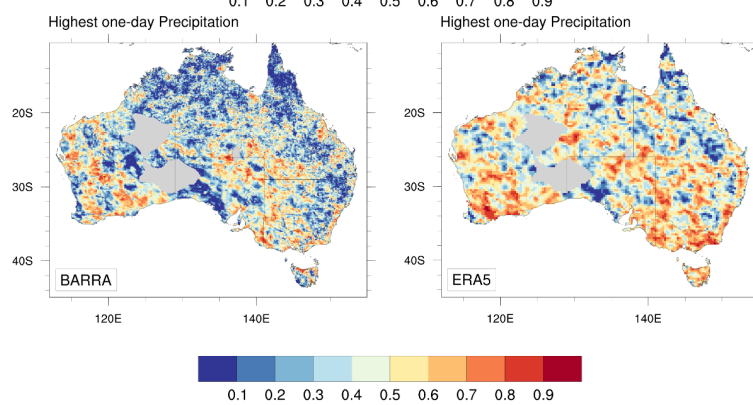 0.1 0.2 0.3 0.4 0.5 0.6 0.7 0.8 0.9
Highest one-day Precipitation Highest one-day Precipitation
20S 20S
30S 30S
40S 40S
BARRA ERA5
120E 140E 120E 140E
0.1 0.2 0.3 0.4 0.5 0.6 0.7 0.8 0.9